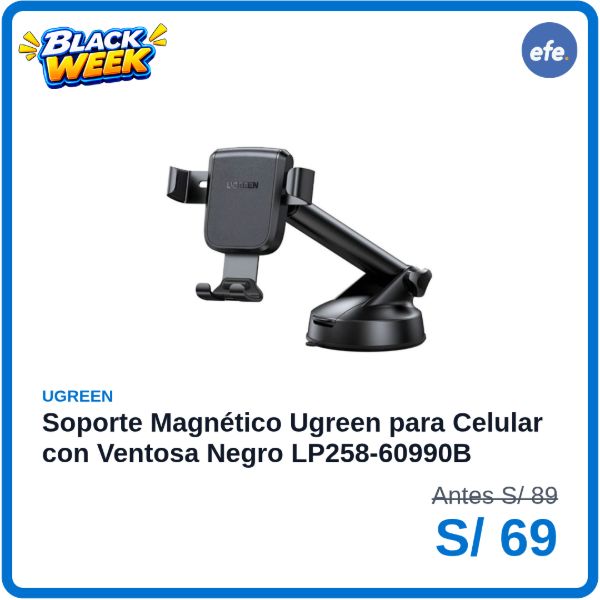 BLACK
WEEK
efe.
UGREEN
UGREEN
Soporte Magnético Ugreen para Celular
con Ventosa Negro LP258-60990B
Antes S/ 89
S/ 69